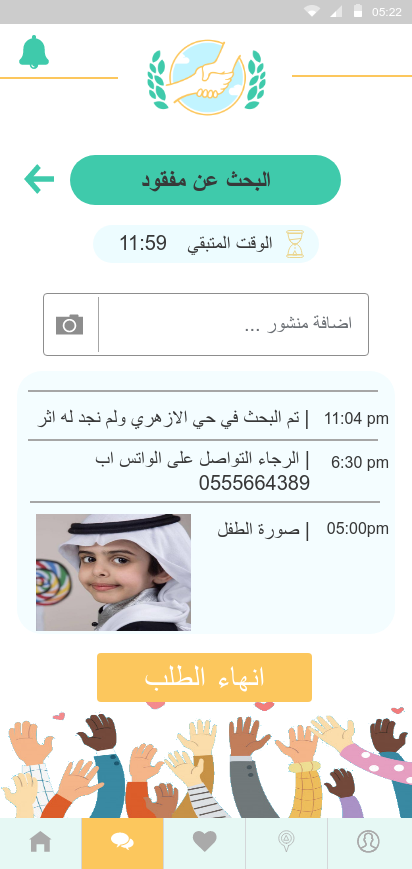 05:22
البحث عن مفقود
الوقت المتبقي 11:59
اضافة منشور ...
11:04 pm | تم البحث في حي الازهري ولم نجد له اثر
6:30 pm | الرجاء التواصل على الواتس اب
0555664389
05:00pm | صورة الطفل
انهاء الطلب